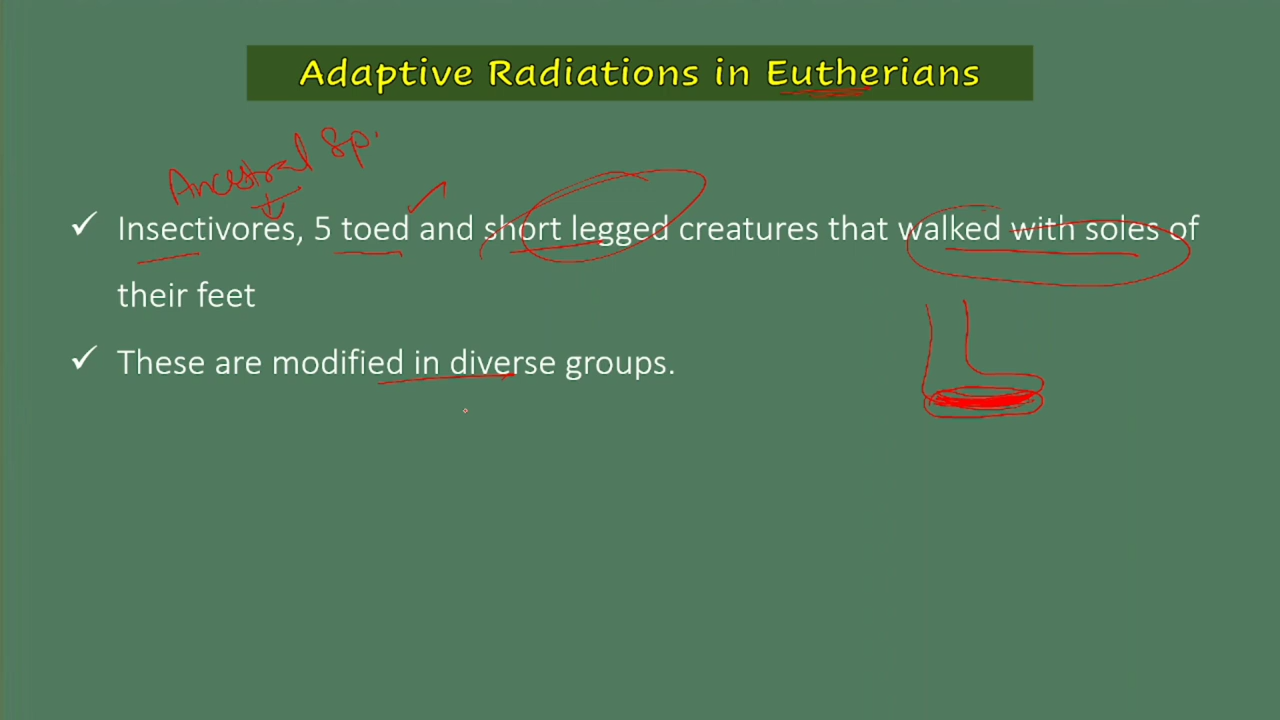 Adaptive Radiations in Eutherians
Ancestral Sp.
✓ Insectivores, 5 toed and short legged creatures that walked with soles of
their feet
✓ These are modified in diverse groups.